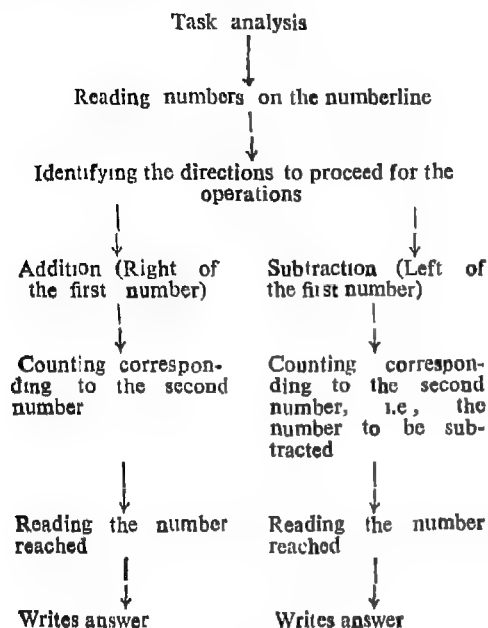 Task analysis
Reading numbers on the numberline
Identifying the directions to proceed for the
operations
Addition (Right of
the first number)
Subtraction (Left of
the first number)
Counting correspon-
ding to the second
number
Counting correspon-
ding to the second
number, i.e, the
number to be sub-
tracted
Reading the number
reached
Reading the number
reached
Writes answer
Writes answer